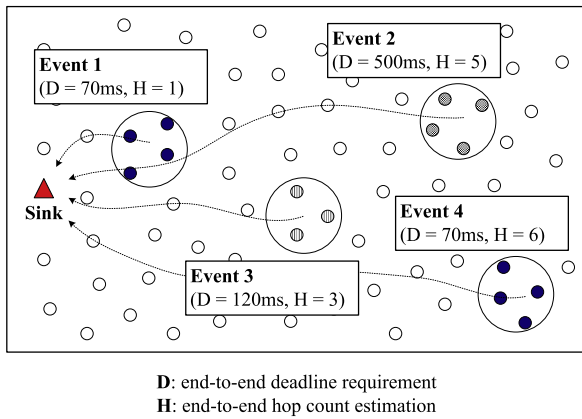 Event 2
(D = 500ms, H = 5)
Event 1
(D = 70ms, H = 1)
Sink
Event 4
(D = 70ms, H = 6)
Event 3
(D = 120ms, H = 3)
D: end-to-end deadline requirement
H: end-to-end hop count estimation